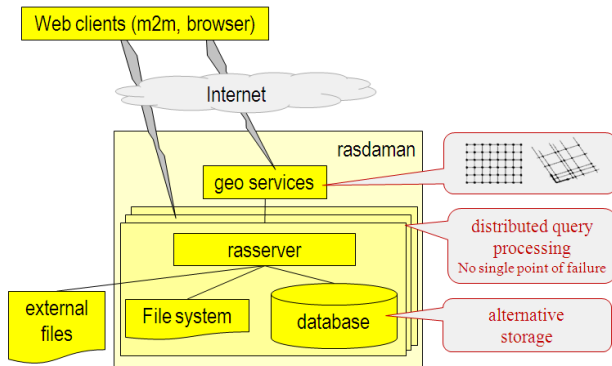 Web clients (m2m, browser)
Internet
rasdaman
geo services
distributed query
processing
No single point of failure
rasserver
external
files
File system
database
alternative
storage